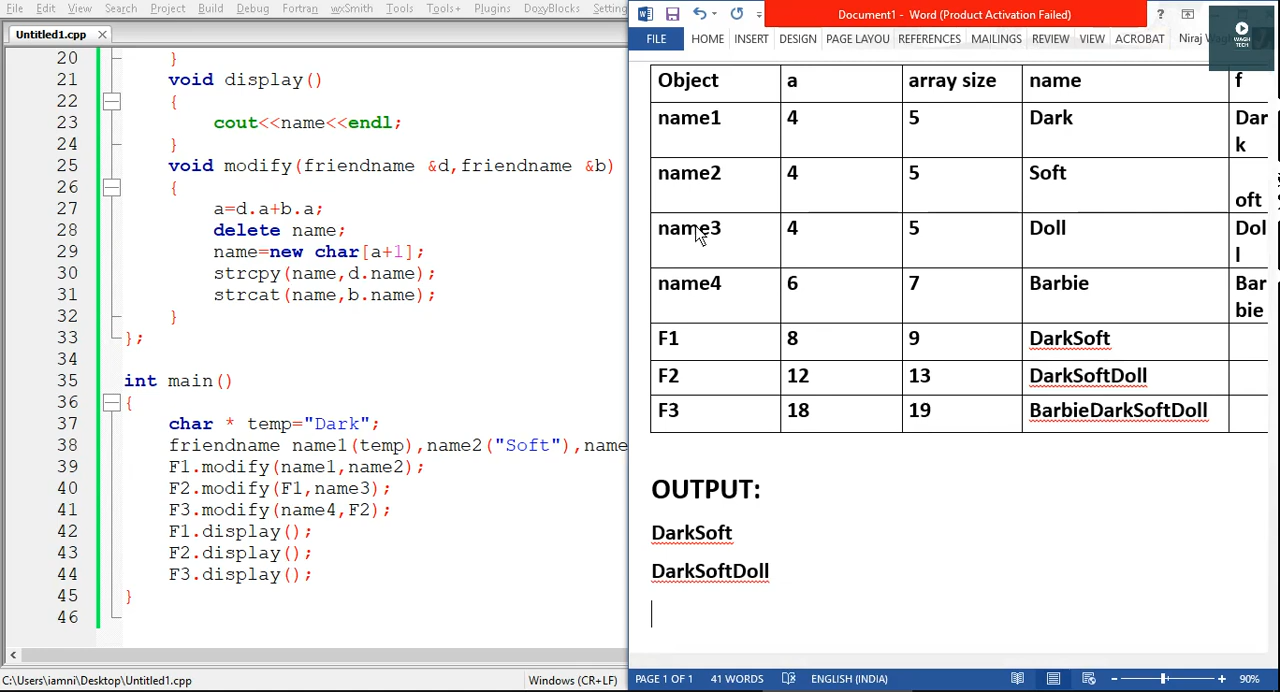 File Edit View Search Project Build Debug Fortran wxSmith Tools Tools+ Plugins DoxyBlocks Setting
Untitled1.cpp
20 }
21 void display()
22 {
23 cout<<name<<endl;
24 }
25 void modify(friendname &d,friendname &b)
26 {
27 a=d.a+b.a;
28 delete name;
29 name=new char[a+1];
30 strcpy(name,d.name);
31 strcat(name,b.name);
32 }
33 };
34
35 int main()
36 {
37 char * temp="Dark";
38 friendname name1(temp),name2("Soft"),name
39 F1.modify(name1,name2);
40 F2.modify(F1,name3);
41 F3.modify(name4,F2);
42 F1.display();
43 F2.display();
44 F3.display();
45 }
46
C:\Users\iamni\Desktop\Untitled1.cpp Windows (CR+LF)
Document1 - Word (Product Activation Failed) ?
WAGH
TECH
FILE HOME INSERT DESIGN PAGE LAYOU REFERENCES MAILINGS REVIEW VIEW ACROBAT Niraj Wagh
Object a array size name f
name1 4 5 Dark Dar
k
name2 4 5 Soft
oft
name3 4 5 Doll Dol
l
name4 6 7 Barbie Bar
bie
F1 8 9 DarkSoft
F2 12 13 DarkSoftDoll
F3 18 19 BarbieDarkSoftDoll
OUTPUT:
DarkSoft
DarkSoftDoll
PAGE 1 OF 1 41 WORDS ENGLISH (INDIA) 90%